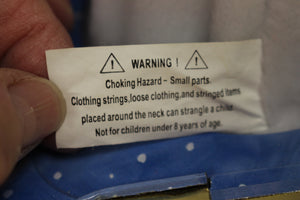 ⚠ WARNING ! ⚠
Choking Hazard - Small parts.
Clothing strings, loose clothing, and stringed items
placed around the neck can strangle a child.
Not for children under 8 years of age.